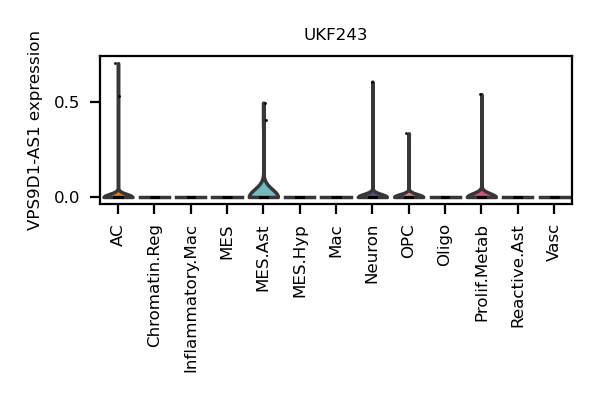 UKF243
VPS9D1-AS1 expression
0.5
0.0
AC
Chromatin.Reg
Inflammatory.Mac
MES
MES.Ast
MES.Hyp
Mac
Neuron
OPC
Oligo
Prolif.Metab
Reactive.Ast
Vasc